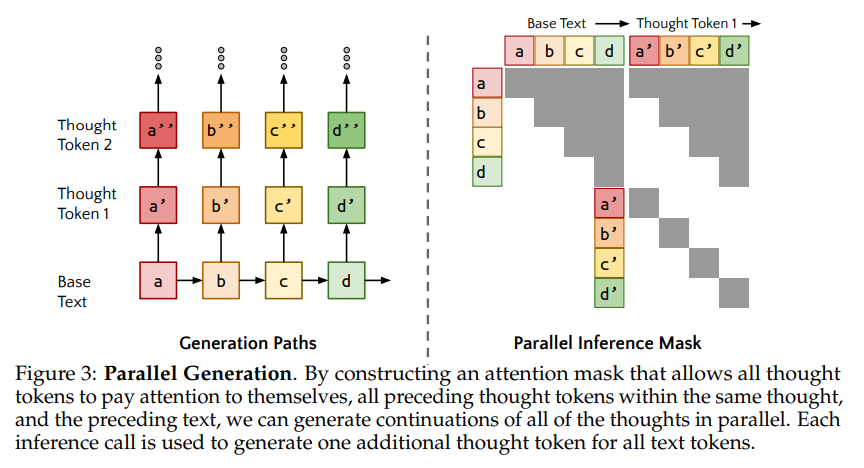 Base Text Thought Token 1
a b c d a’ b’ c’ d’
a
b
c
d
a’
b’
c’
d’
Thought
Token 2
a’’ b’’ c’’ d’’
Thought
Token 1
a’ b’ c’ d’
Base
Text
a b c d
Generation Paths
Parallel Inference Mask
Figure 3: Parallel Generation. By constructing an attention mask that allows all thought
tokens to pay attention to themselves, all preceding thought tokens within the same thought,
and the preceding text, we can generate continuations of all of the thoughts in parallel. Each
inference call is used to generate one additional thought token for all text tokens.